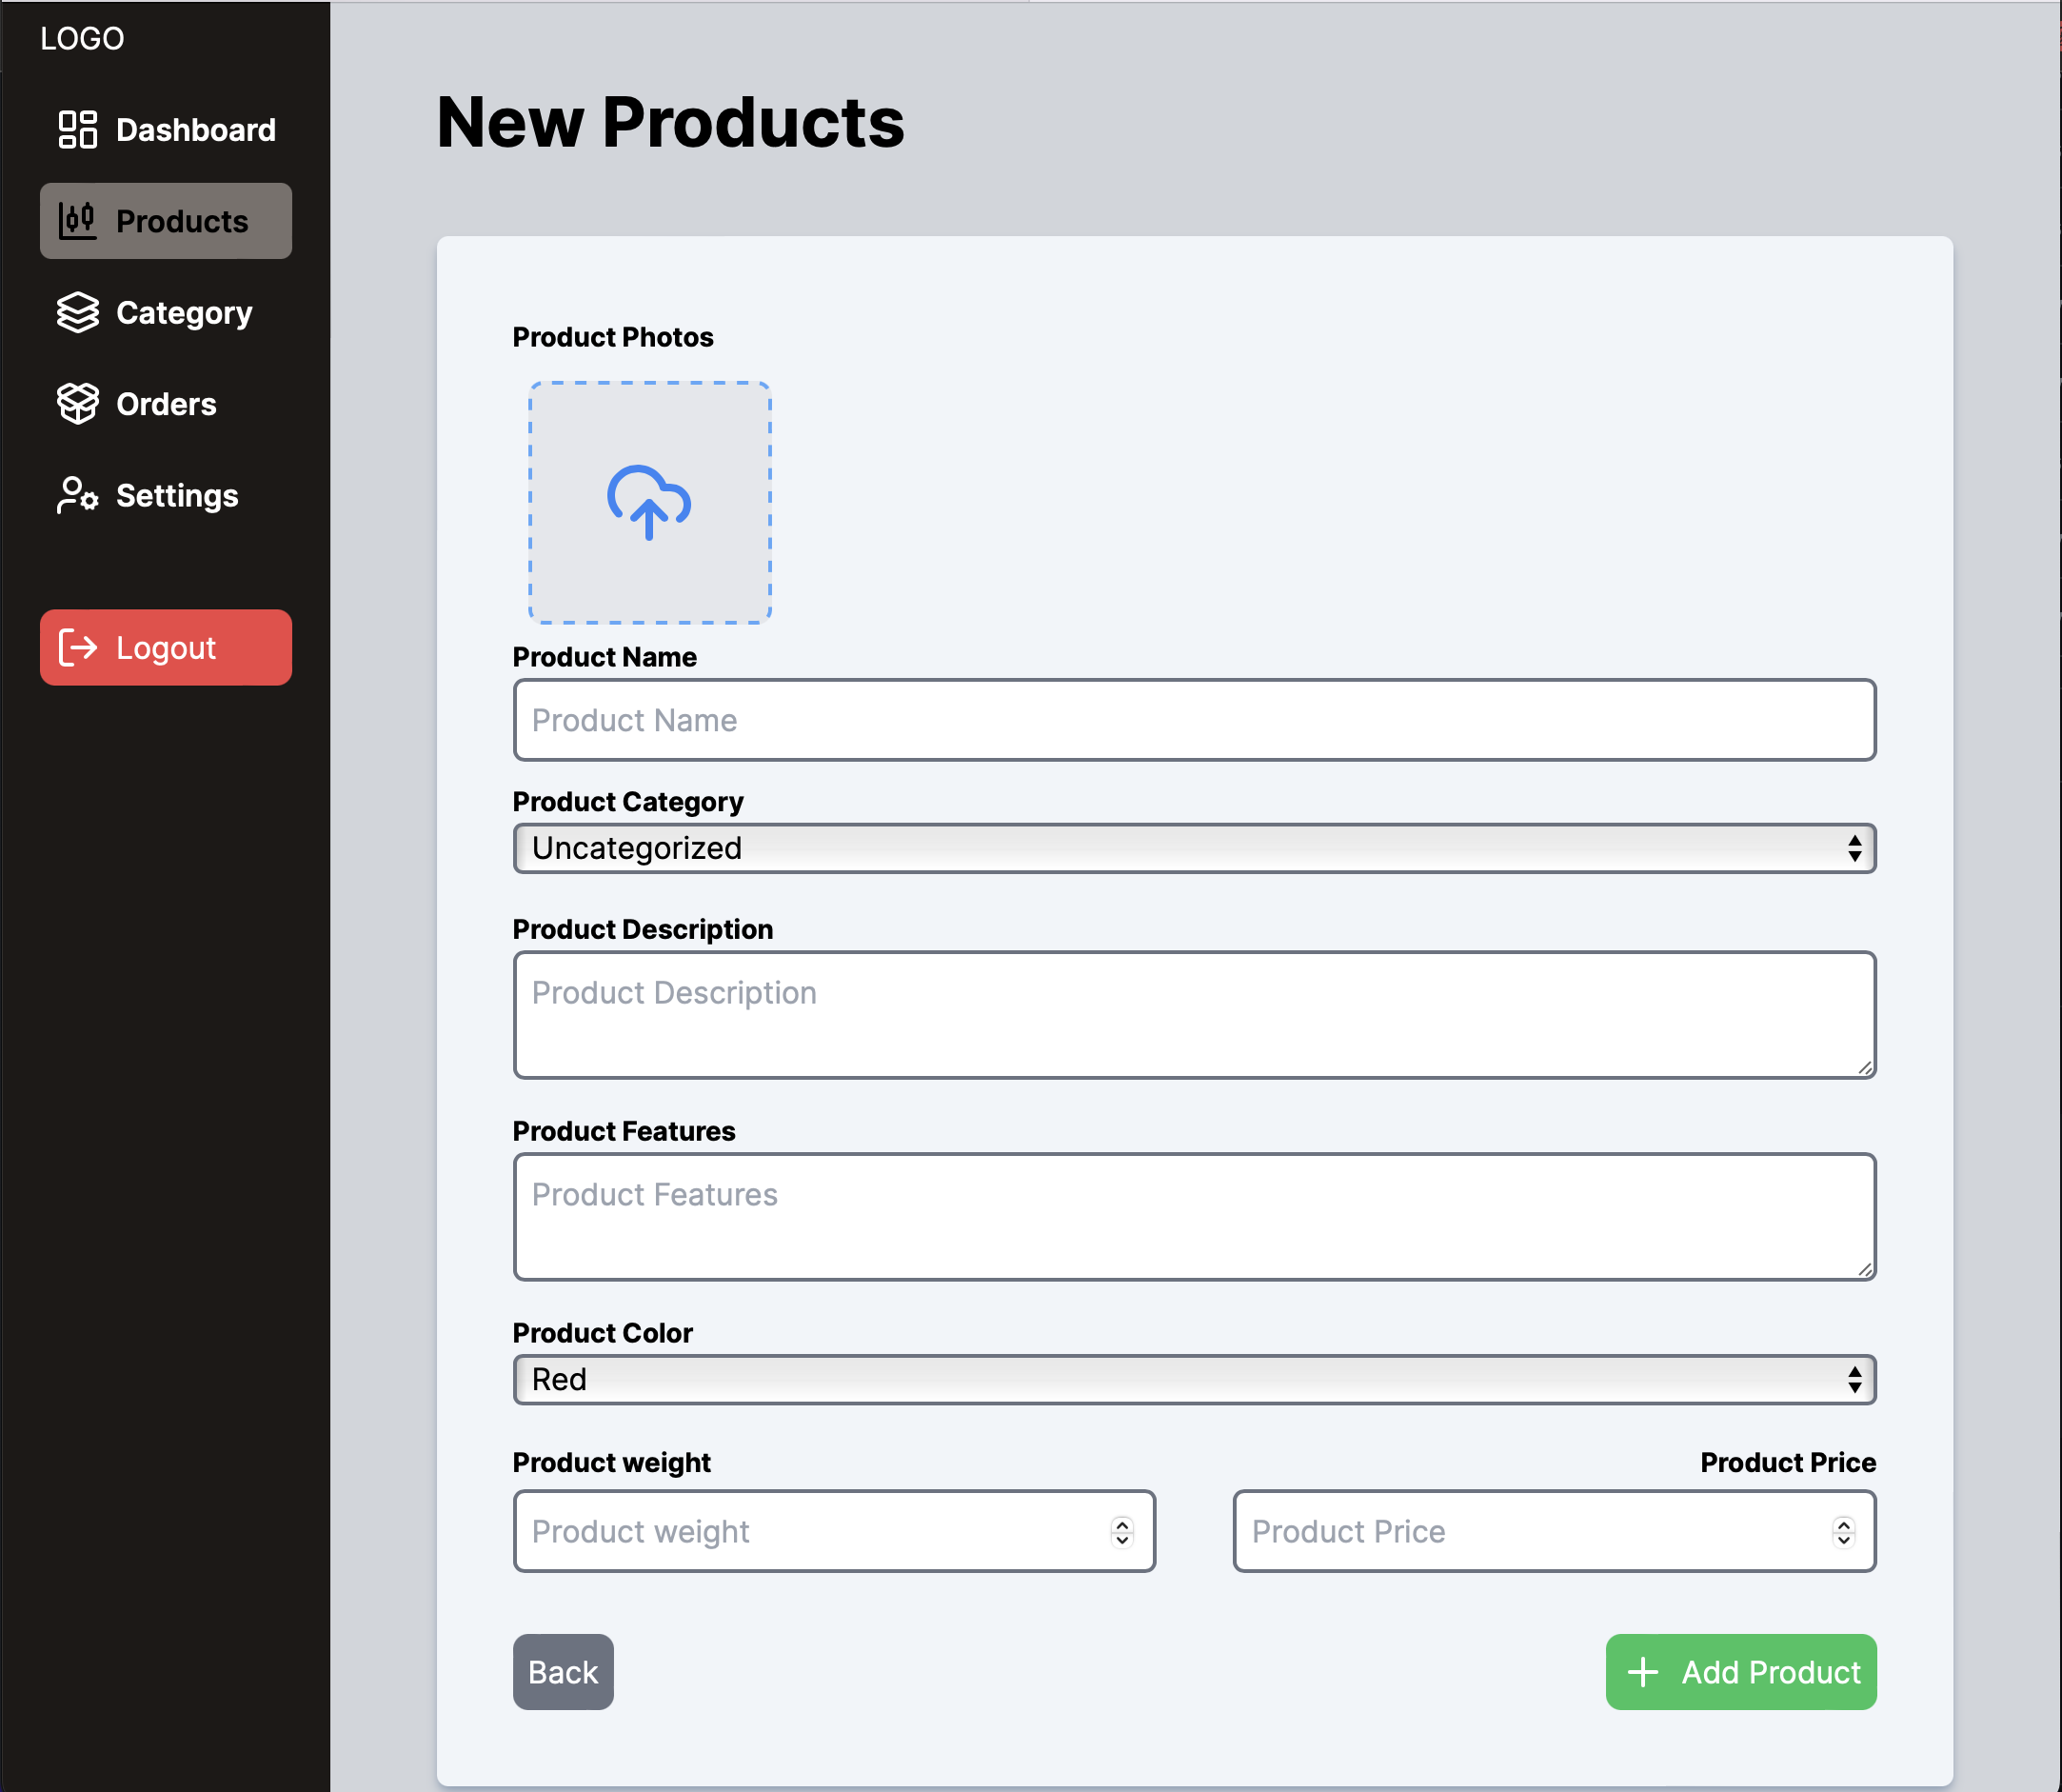 LOGO
Dashboard
Products
Category
Orders
Settings
Logout
New Products
Product Photos
Product Name
Product Name
Product Category
Uncategorized
Product Description
Product Description
Product Features
Product Features
Product Color
Red
Product weight
Product Price
Product weight
Product Price
Back
Add Product